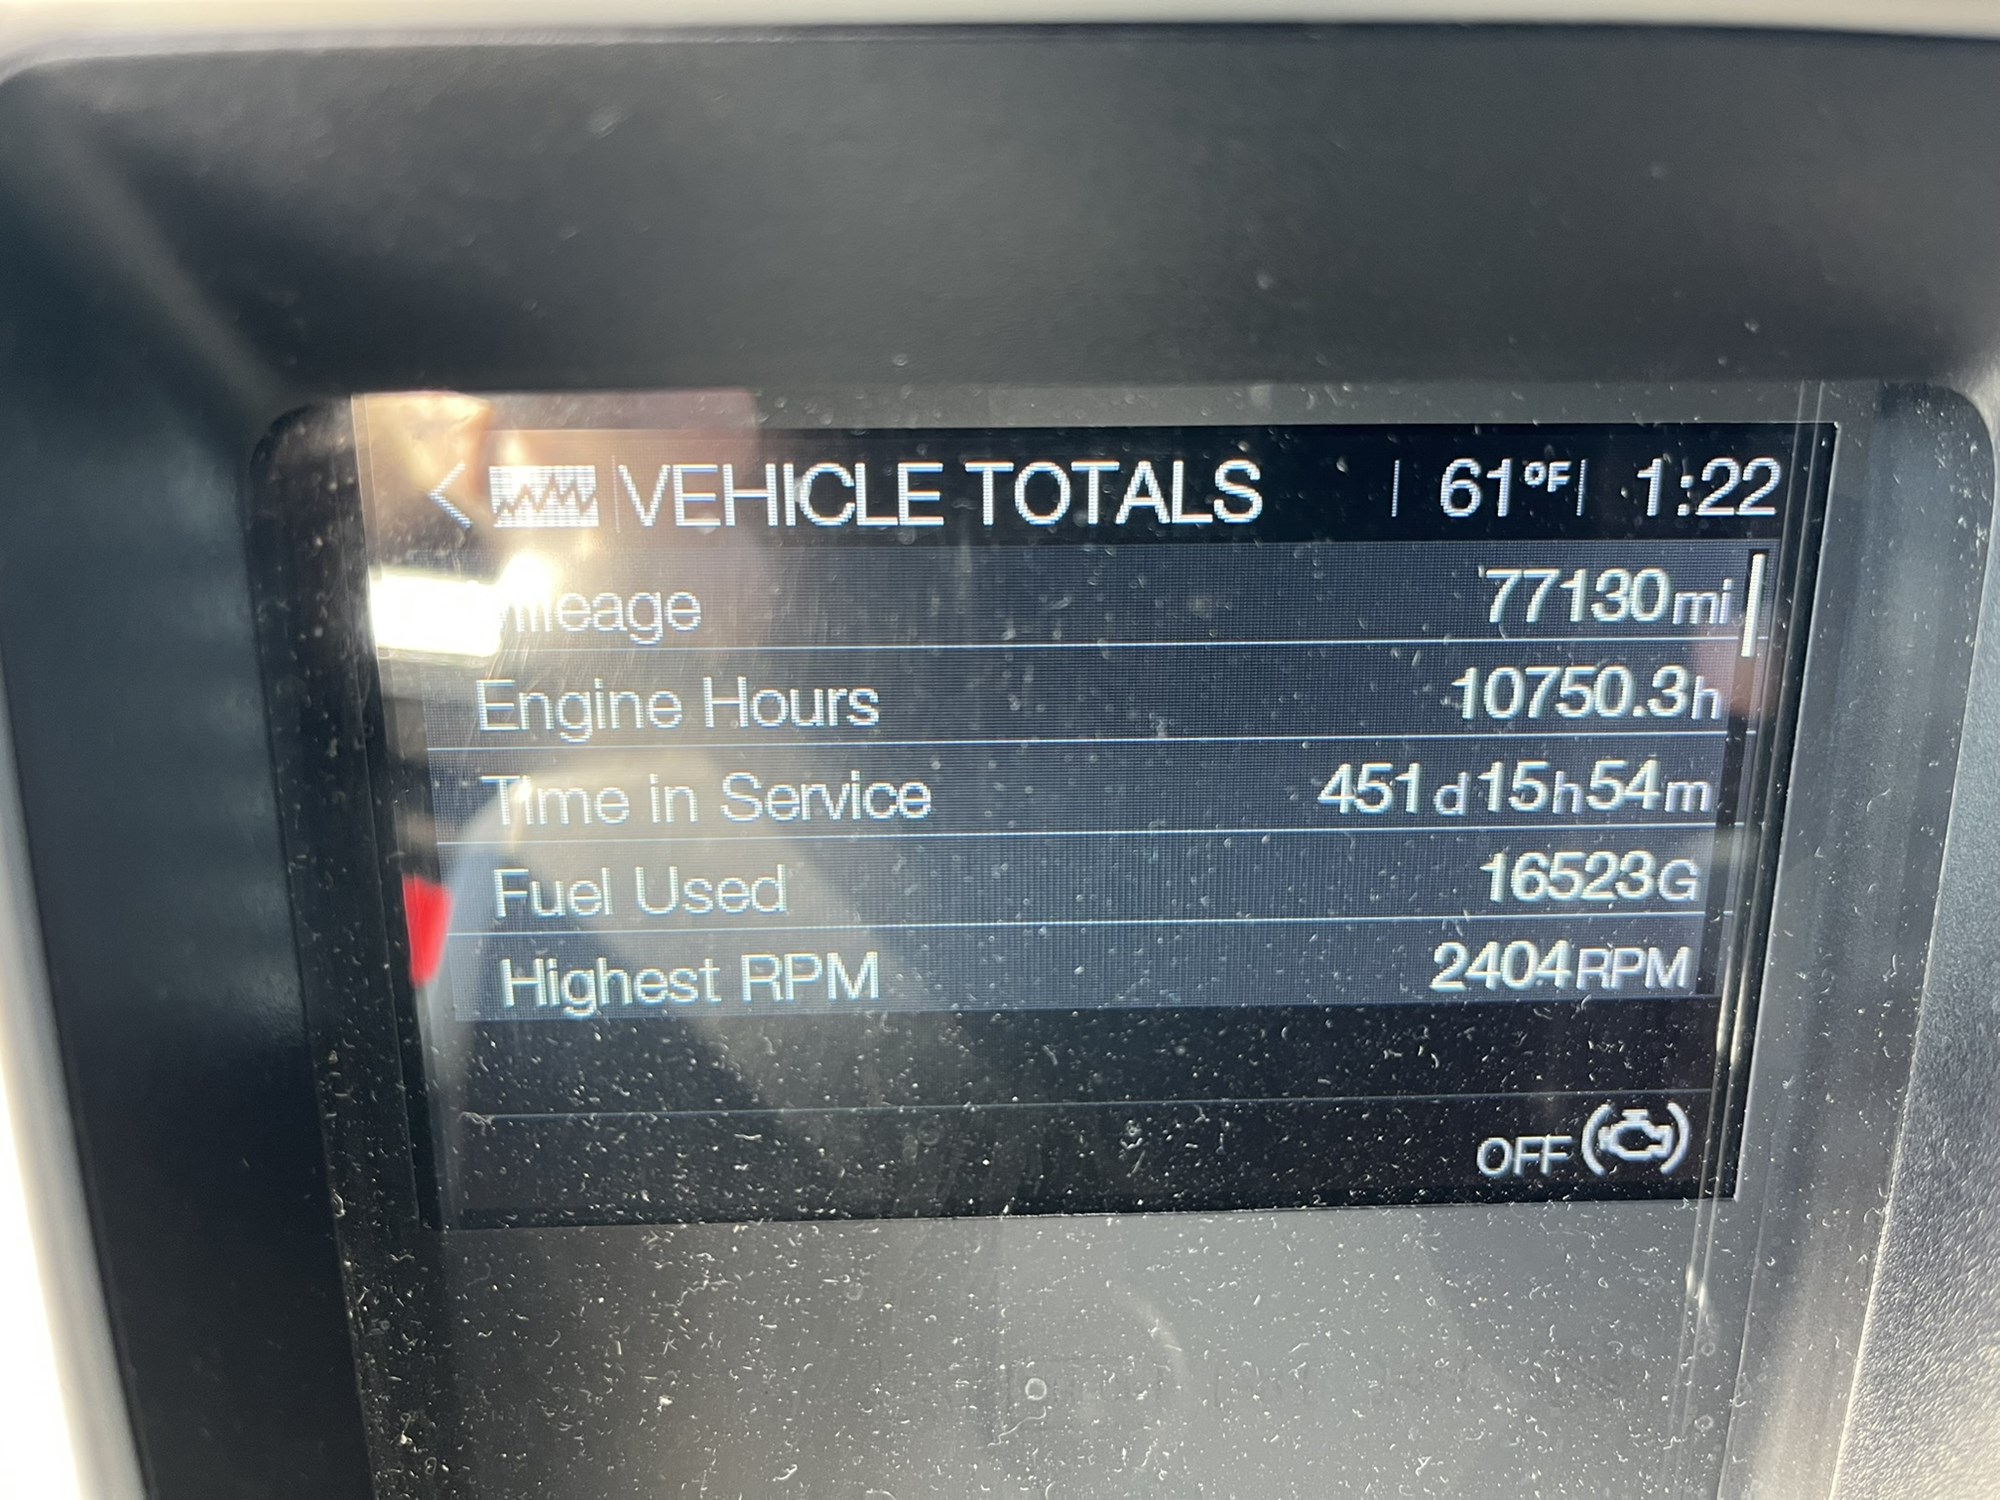 VEHICLE TOTALS | 61°F | 1:22
Mileage 77130mi
Engine Hours 10750.3h
Time in Service 451d15h54m
Fuel Used 16523G
Highest RPM 2404RPM
OFF